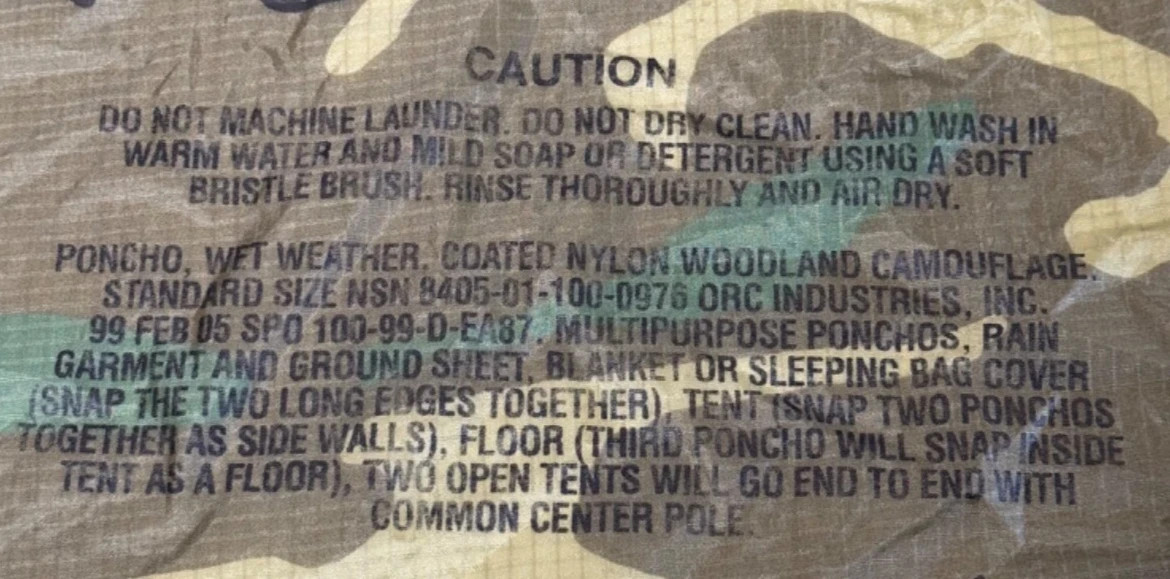 CAUTION
DO NOT MACHINE LAUNDER. DO NOT DRY CLEAN. HAND WASH IN
WARM WATER AND MILD SOAP OR DETERGENT USING A SOFT
BRISTLE BRUSH. RINSE THOROUGHLY AND AIR DRY.
PONCHO, WET WEATHER. COATED NYLON WOODLAND CAMOUFLAGE.
STANDARD SIZE NSN 8405-01-100-0976 ORC INDUSTRIES, INC.
99 FEB 05 SPO 100-99-D-EA87. MULTIPURPOSE PONCHOS, RAIN
GARMENT AND GROUND SHEET, BLANKET OR SLEEPING BAG COVER
(SNAP THE TWO LONG EDGES TOGETHER), TENT (SNAP TWO PONCHOS
TOGETHER AS SIDE WALLS), FLOOR (THIRD PONCHO WILL SNAP INSIDE
TENT AS A FLOOR), TWO OPEN TENTS WILL GO END TO END WITH
COMMON CENTER POLE.